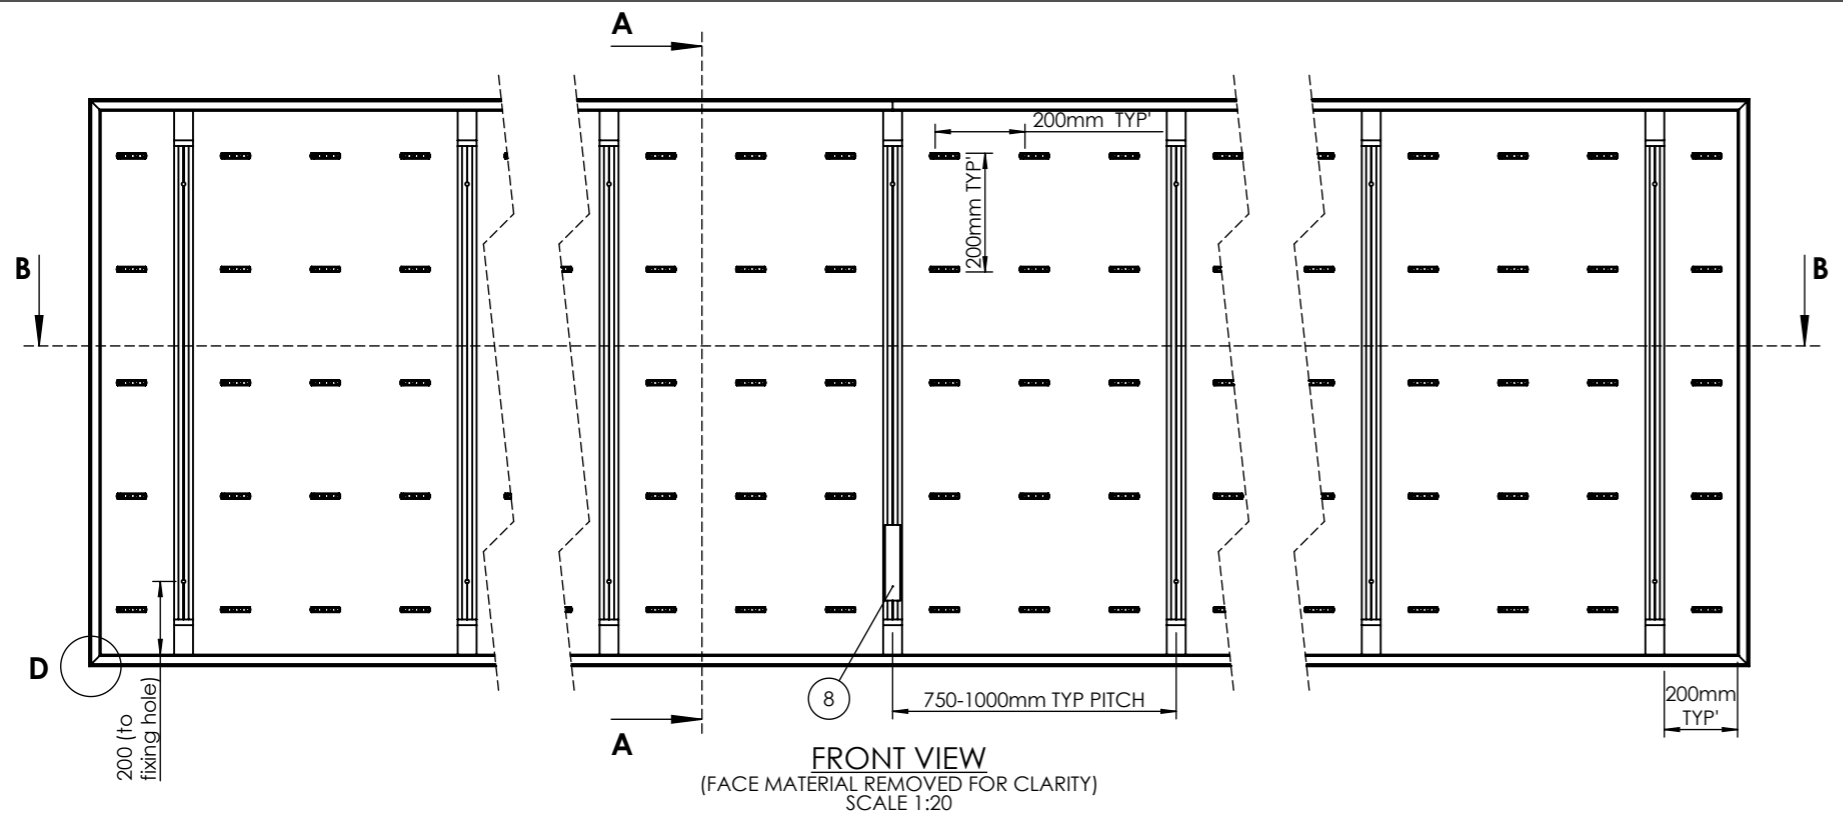 A
200mm TYP'
200mm TYP'
B
B
D
8
750-1000mm TYP PITCH
200mm
TYP'
200 (to
fixing hole)
A
FRONT VIEW
(FACE MATERIAL REMOVED FOR CLARITY)
SCALE 1:20